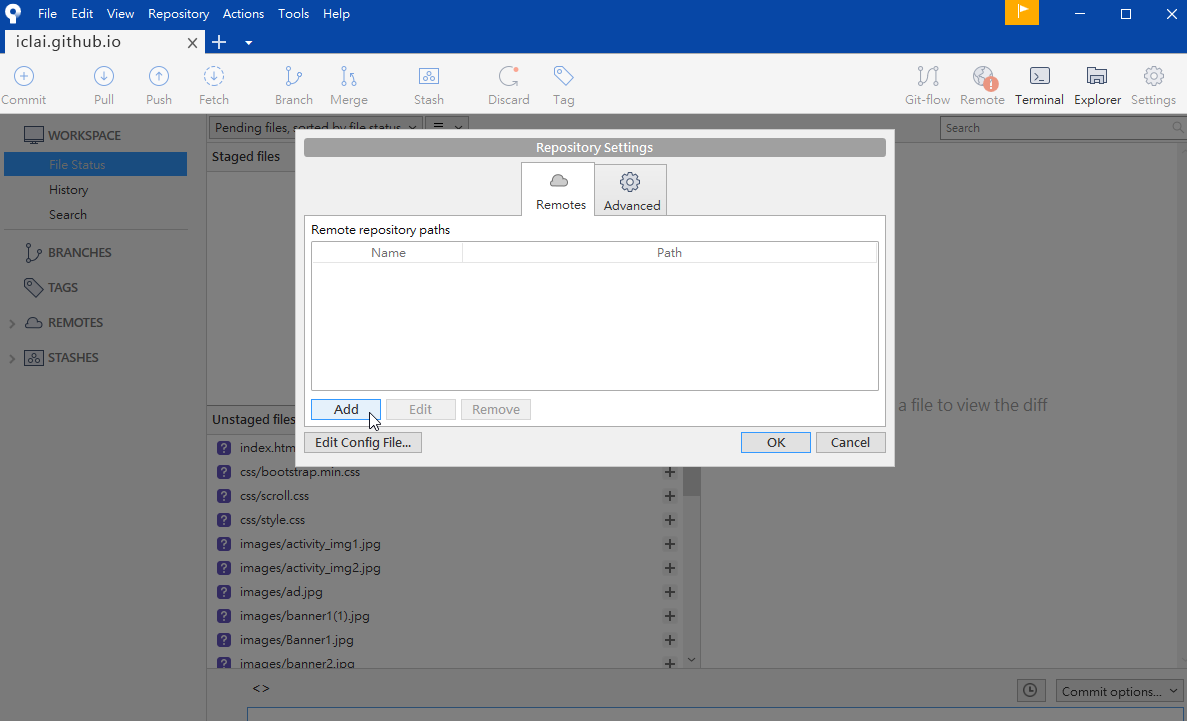 File Edit View Repository Actions Tools Help
iclai.github.io
Commit Pull Push Fetch Branch Merge Stash Discard Tag Git-flow Remote Terminal Explorer Settings
WORKSPACE
File Status
History
Search
BRANCHES
TAGS
REMOTES
STASHES
Pending files, sorted by file status
Search
Staged files
Repository Settings
Remotes
Advanced
Remote repository paths
Name Path
Add Edit Remove
Edit Config File... OK Cancel
a file to view the diff
Unstaged files
index.htm
css/bootstrap.min.css
css/scroll.css
css/style.css
images/activity_img1.jpg
images/activity_img2.jpg
images/ad.jpg
images/banner1(1).jpg
images/Banner1.jpg
images/banner2.jpg
<>
Commit options...